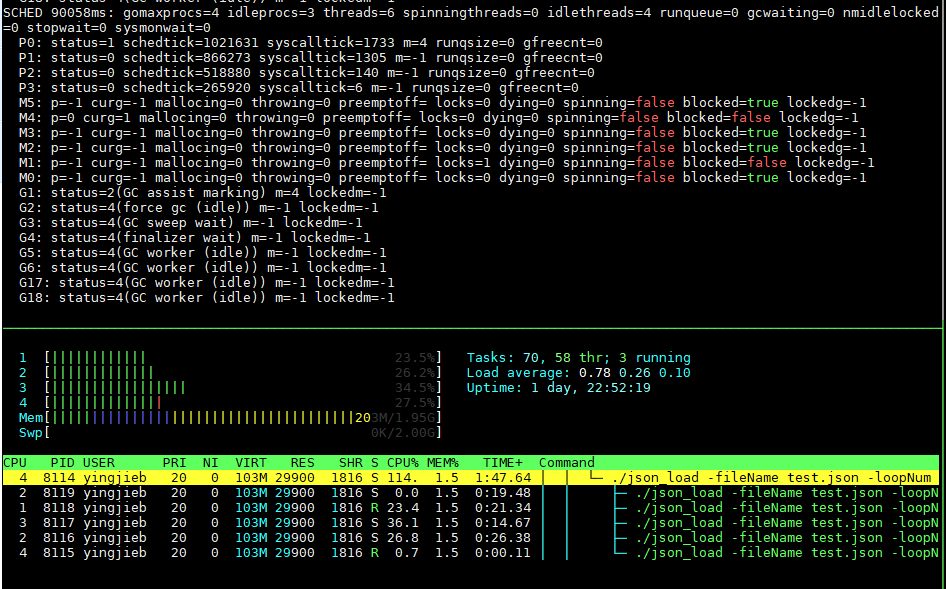 SCHED 90058ms: gomaxprocs=4 idleprocs=3 threads=6 spinningthreads=0 idlethreads=4 runqueue=0 gcwaiting=0 nmidlelocked
=0 stopwait=0 sysmonwait=0
P0: status=1 schedtick=1021631 syscalltick=1733 m=4 runqsize=0 gfreecnt=0
P1: status=0 schedtick=866273 syscalltick=1305 m=-1 runqsize=0 gfreecnt=0
P2: status=0 schedtick=518880 syscalltick=140 m=-1 runqsize=0 gfreecnt=0
P3: status=0 schedtick=265920 syscalltick=6 m=-1 runqsize=0 gfreecnt=0
M5: p=-1 curg=-1 mallocing=0 throwing=0 preemptoff= locks=0 dying=0 spinning=false blocked=true lockedg=-1
M4: p=0 curg=1 mallocing=0 throwing=0 preemptoff= locks=0 dying=0 spinning=false blocked=false lockedg=-1
M3: p=-1 curg=-1 mallocing=0 throwing=0 preemptoff= locks=0 dying=0 spinning=false blocked=true lockedg=-1
M2: p=-1 curg=-1 mallocing=0 throwing=0 preemptoff= locks=0 dying=0 spinning=false blocked=true lockedg=-1
M1: p=-1 curg=-1 mallocing=0 throwing=0 preemptoff= locks=1 dying=0 spinning=false blocked=false lockedg=-1
M0: p=-1 curg=-1 mallocing=0 throwing=0 preemptoff= locks=0 dying=0 spinning=false blocked=true lockedg=-1
G1: status=2(GC assist marking) m=4 lockedm=-1
G2: status=4(force gc (idle)) m=-1 lockedm=-1
G3: status=4(GC sweep wait) m=-1 lockedm=-1
G4: status=4(finalizer wait) m=-1 lockedm=-1
G5: status=4(GC worker (idle)) m=-1 lockedm=-1
G6: status=4(GC worker (idle)) m=-1 lockedm=-1
G17: status=4(GC worker (idle)) m=-1 lockedm=-1
G18: status=4(GC worker (idle)) m=-1 lockedm=-1
1 [|||||||||||| 23.5%] Tasks: 70, 58 thr; 3 running
2 [||||||||||||| 26.2%] Load average: 0.78 0.26 0.10
3 [||||||||||||||||| 34.5%] Uptime: 1 day, 22:52:19
4 [|||||||||||||| 27.5%]
Mem[||||||||||||||||||||||||||||||||||||||203M/1.95G]
Swp[ 0K/2.00G]
CPU PID USER PRI NI VIRT RES SHR S CPU% MEM% TIME+ Command
4 8114 yingjieb 20 0 103M 29900 1816 S 114. 1.5 1:47.64 │ │ └─ ./json_load -fileName test.json -loopNum
2 8119 yingjieb 20 0 103M 29900 1816 S 0.0 1.5 0:19.48 │ │ ├─ ./json_load -fileName test.json -loopN
1 8118 yingjieb 20 0 103M 29900 1816 R 23.4 1.5 0:21.34 │ │ ├─ ./json_load -fileName test.json -loopN
3 8117 yingjieb 20 0 103M 29900 1816 S 36.1 1.5 0:14.67 │ │ ├─ ./json_load -fileName test.json -loopN
2 8116 yingjieb 20 0 103M 29900 1816 S 26.8 1.5 0:26.38 │ │ ├─ ./json_load -fileName test.json -loopN
4 8115 yingjieb 20 0 103M 29900 1816 R 0.7 1.5 0:00.11 │ │ └─ ./json_load -fileName test.json -loopN